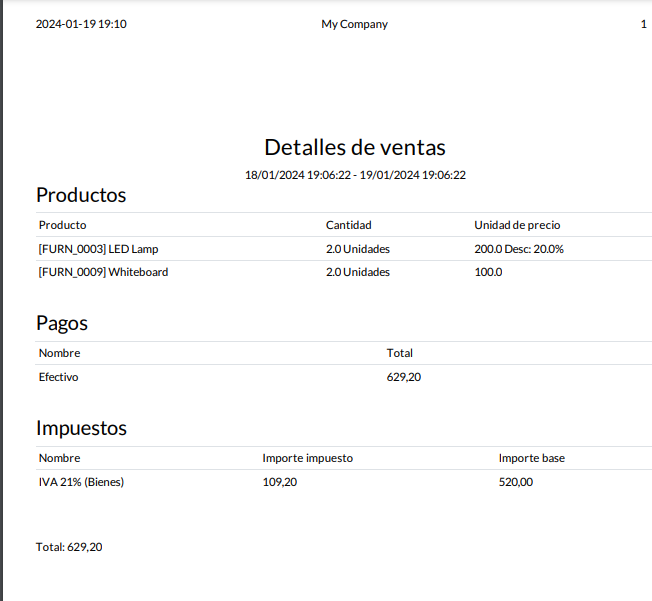 2024-01-19 19:10 My Company 1
Detalles de ventas
18/01/2024 19:06:22 - 19/01/2024 19:06:22
Productos
Producto Cantidad Unidad de precio
[FURN_0003] LED Lamp 2.0 Unidades 200.0 Desc: 20.0%
[FURN_0009] Whiteboard 2.0 Unidades 100.0
Pagos
Nombre Total
Efectivo 629,20
Impuestos
Nombre Importe impuesto Importe base
IVA 21% (Bienes) 109,20 520,00
Total: 629,20